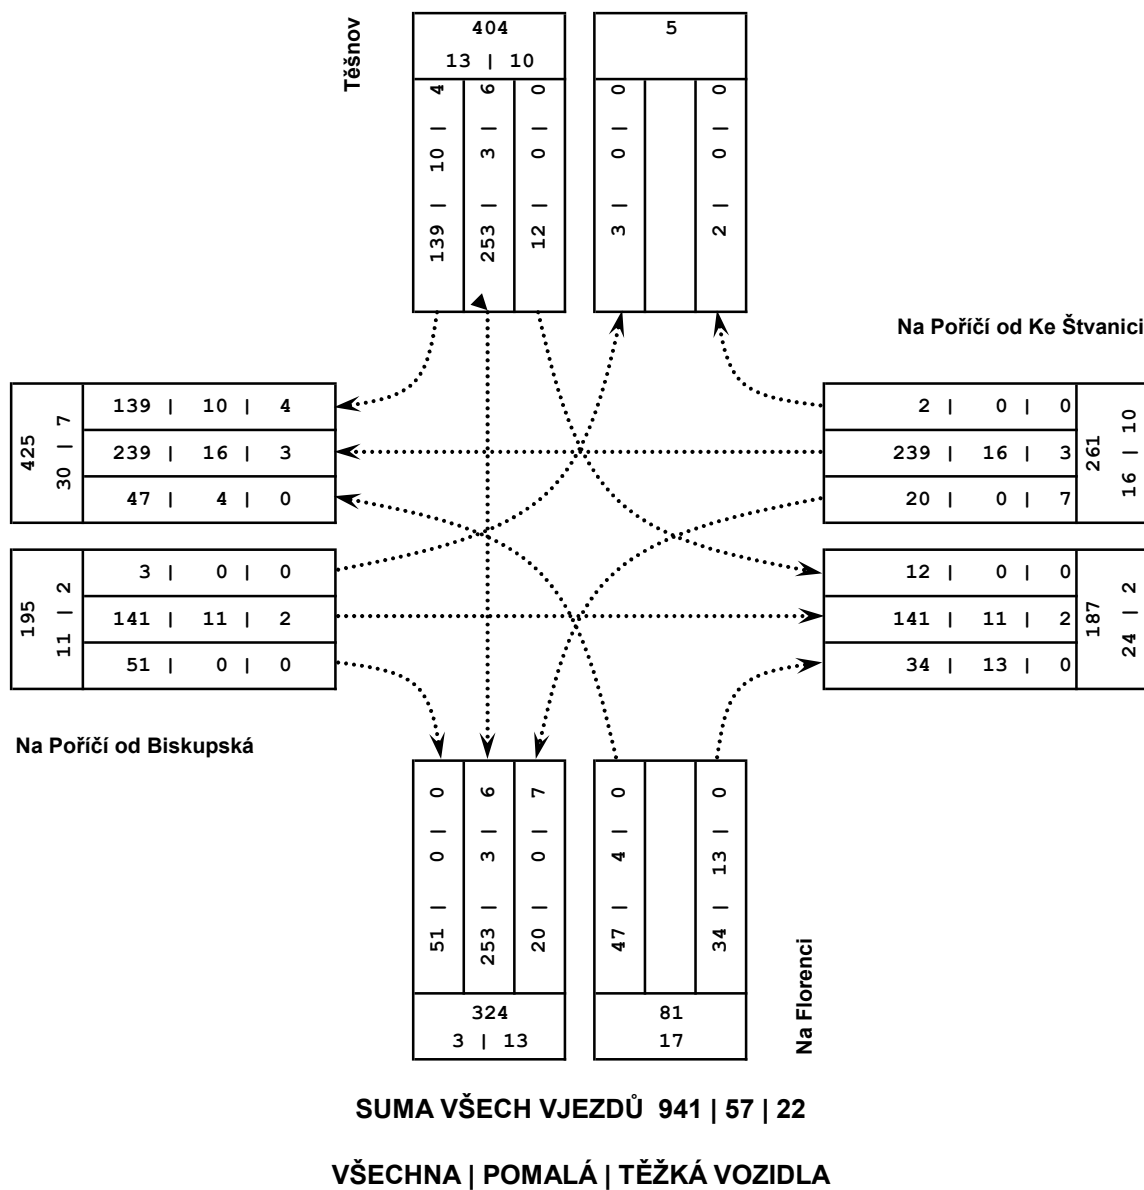 Těšnov
404
13 | 10
139 | 10 | 4
253 | 3 | 6
12 | 0 | 0
5
3 | 0 | 0
2 | 0 | 0
Na Poříčí od Ke Štvanici
425
30 | 7
139 | 10 | 4
239 | 16 | 3
47 | 4 | 0
2 | 0 | 0
239 | 16 | 3
20 | 0 | 7
261
16 | 10
195
11 | 2
3 | 0 | 0
141 | 11 | 2
51 | 0 | 0
12 | 0 | 0
141 | 11 | 2
34 | 13 | 0
187
24 | 2
Na Poříčí od Biskupská
51 | 0 | 0
253 | 3 | 6
20 | 0 | 7
324
3 | 13
47 | 4 | 0
34 | 13 | 0
81
17
Na Florenci
SUMA VŠECH VJEZDŮ 941 | 57 | 22
VŠECHNA | POMALÁ | TĚŽKÁ VOZIDLA